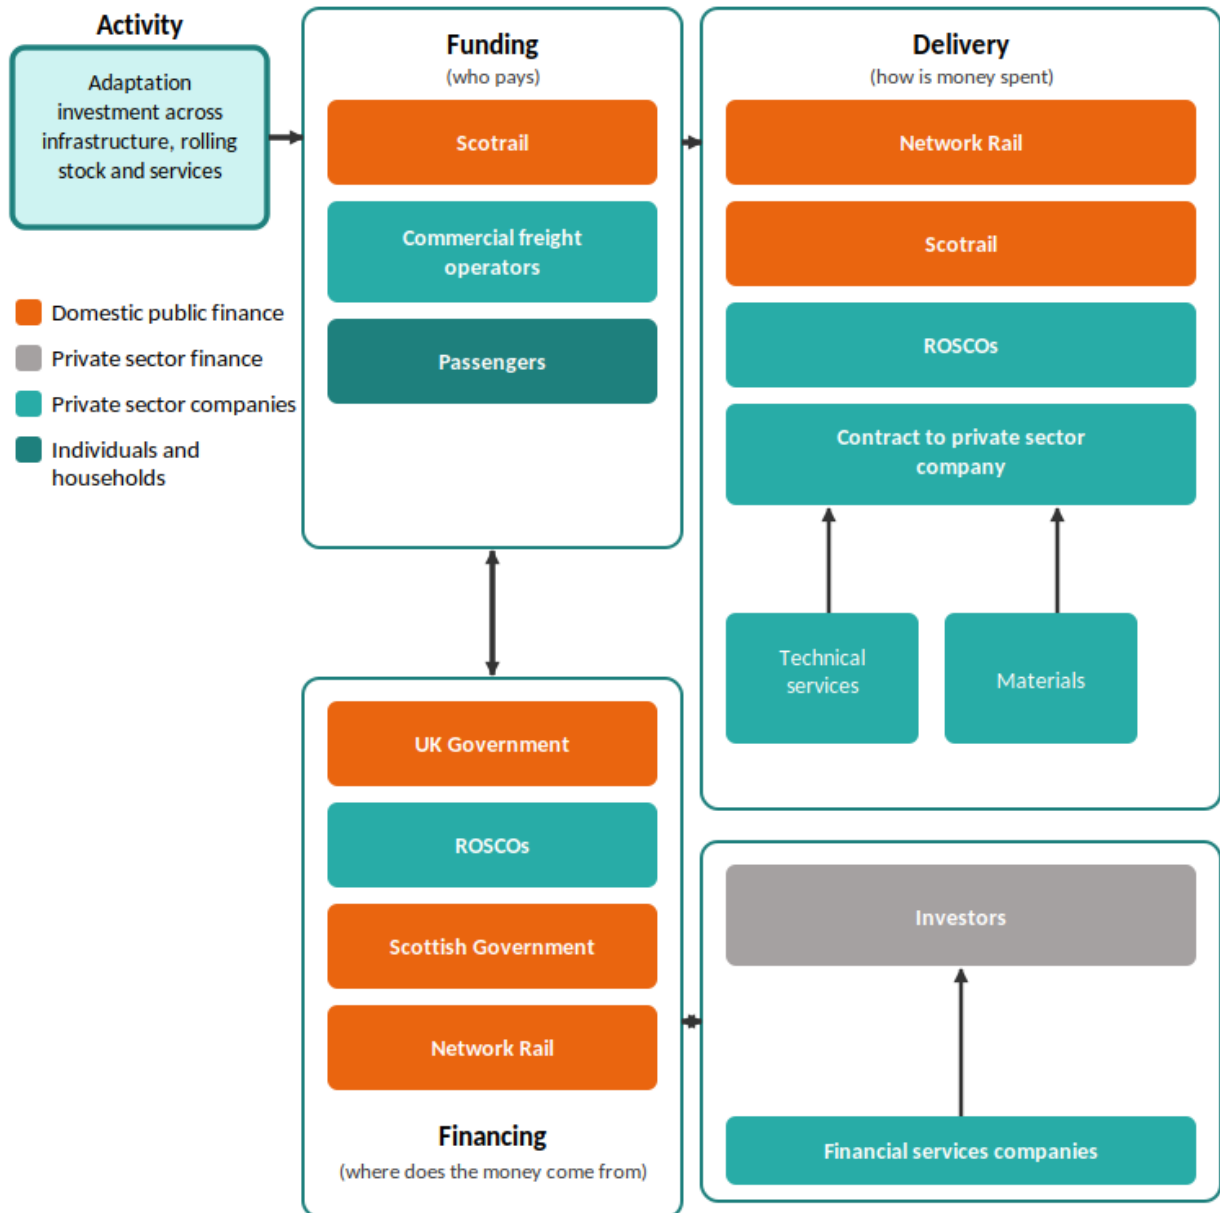 Activity
Adaptation
investment across
infrastructure, rolling
stock and services
Domestic public finance
Private sector finance
Private sector companies
Individuals and
households
Funding
(who pays)
Scotrail
Commercial freight
operators
Passengers
Delivery
(how is money spent)
Network Rail
Scotrail
ROSCOs
Contract to private sector
company
Technical
services
Materials
UK Government
ROSCOs
Scottish Government
Network Rail
Financing
(where does the money come from)
Investors
Financial services companies